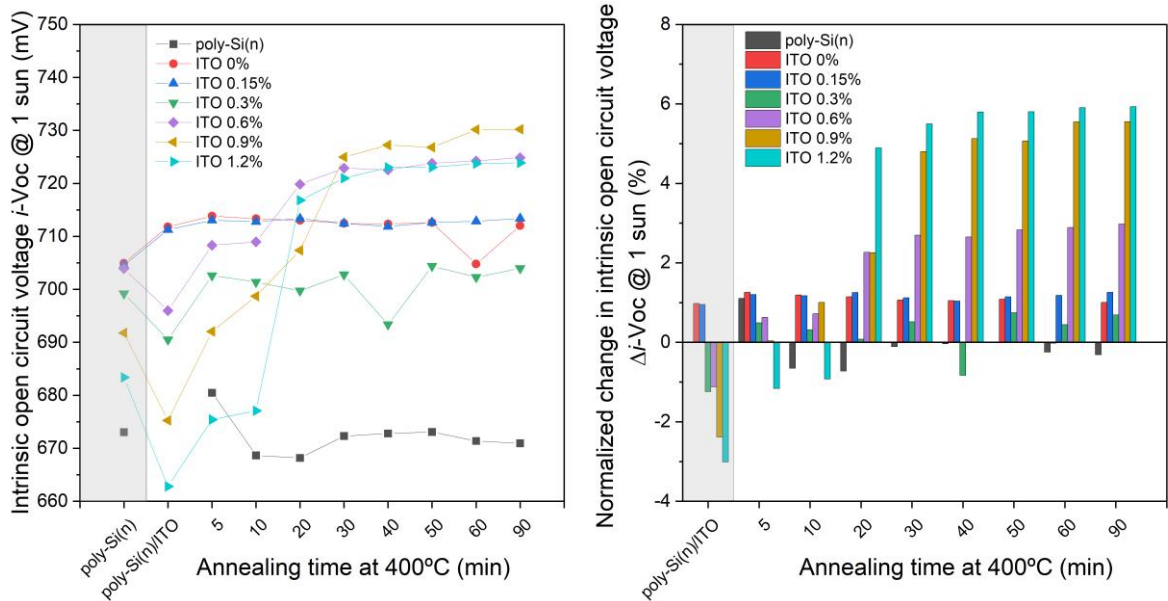 Intrinsic open circuit voltage i-Voc @ 1 sun (mV)
750
740
730
720
710
700
690
680
670
660
poly-Si(n)
ITO 0%
ITO 0.15%
ITO 0.3%
ITO 0.6%
ITO 0.9%
ITO 1.2%
poly-Si(n)
poly-Si(n)/ITO
5
10
20
30
40
50
60
90
Annealing time at 400ºC (min)
Normalized change in intrinsic open circuit voltage
Δi-Voc @ 1 sun (%)
8
6
4
2
0
-2
-4
poly-Si(n)
ITO 0%
ITO 0.15%
ITO 0.3%
ITO 0.6%
ITO 0.9%
ITO 1.2%
poly-Si(n)/ITO
5
10
20
30
40
50
60
90
Annealing time at 400ºC (min)